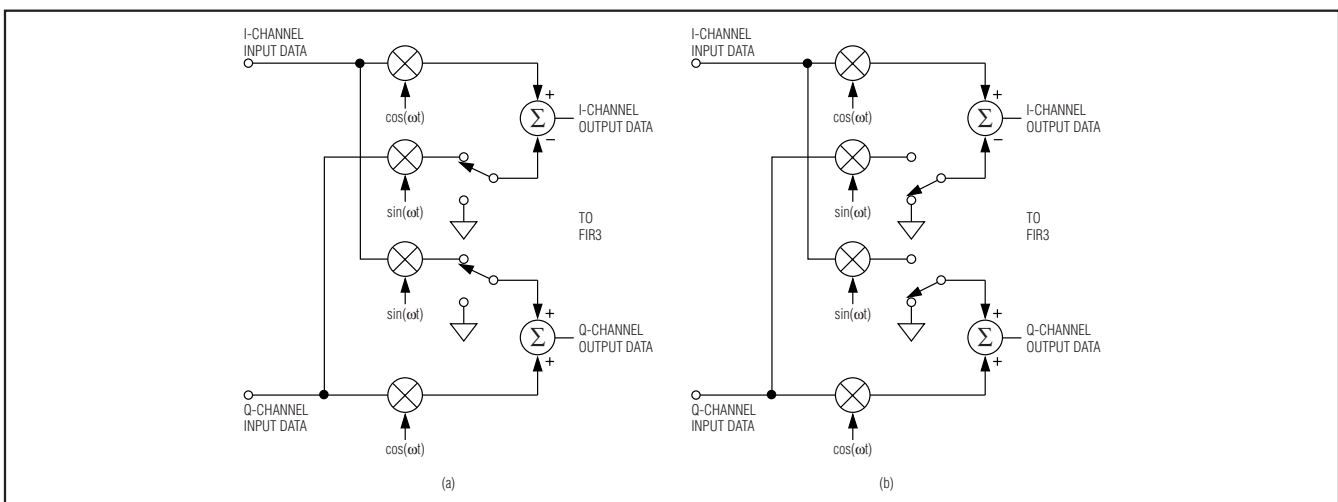 I-CHANNEL
INPUT DATA
cos(ωt)
+
Σ
−
I-CHANNEL
OUTPUT DATA
sin(ωt)
TO
FIR3
sin(ωt)
+
Σ
+
Q-CHANNEL
OUTPUT DATA
Q-CHANNEL
INPUT DATA
cos(ωt)
(a)
I-CHANNEL
INPUT DATA
cos(ωt)
+
Σ
−
I-CHANNEL
OUTPUT DATA
sin(ωt)
TO
FIR3
sin(ωt)
+
Σ
+
Q-CHANNEL
OUTPUT DATA
Q-CHANNEL
INPUT DATA
cos(ωt)
(b)